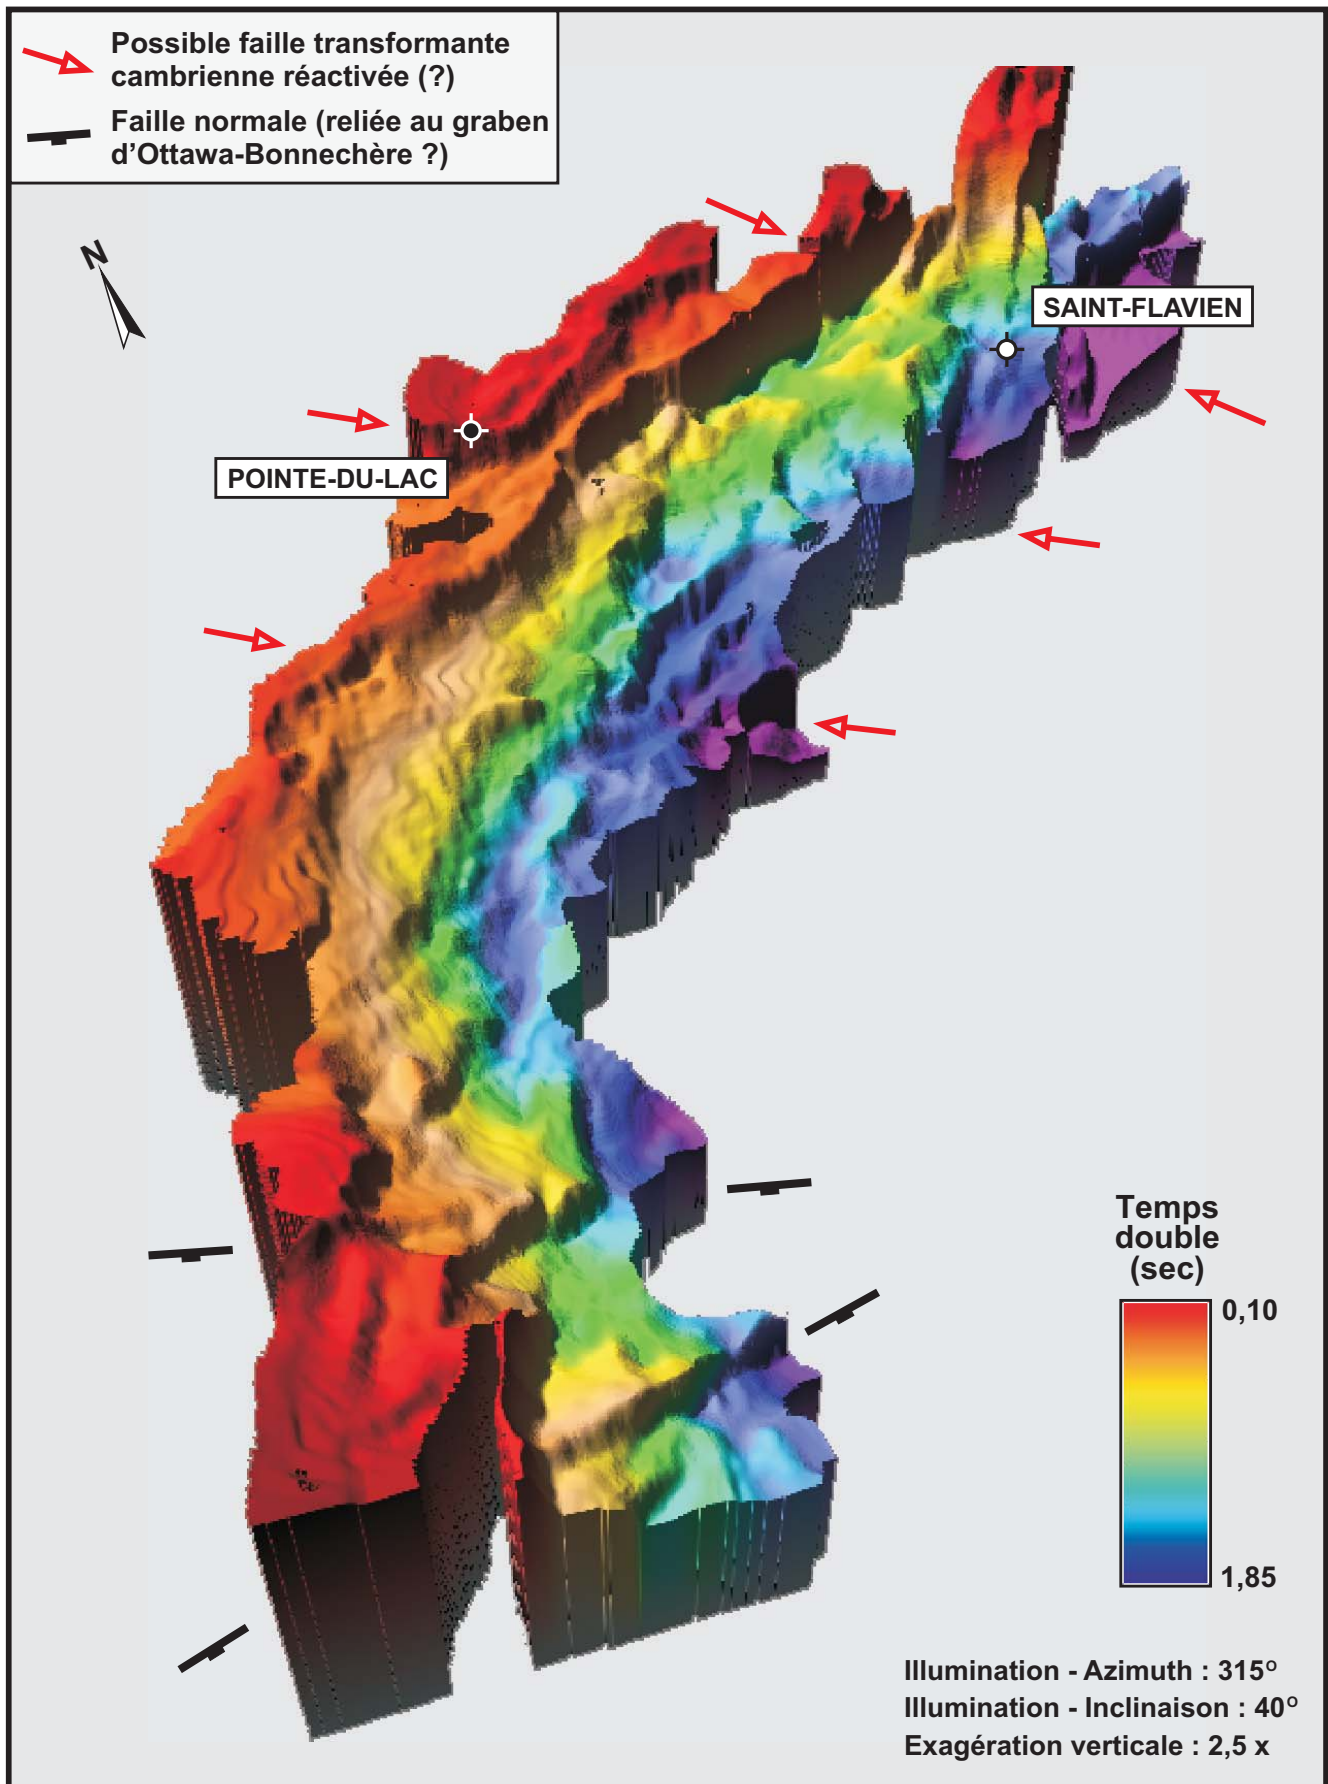 Possible faille transformante
cambrienne réactivée (?)
Faille normale (reliée au graben
d'Ottawa-Bonnechère ?)
N
SAINT-FLAVIEN
POINTE-DU-LAC
Temps
double
(sec)
0,10
1,85
Illumination - Azimuth : 315°
Illumination - Inclinaison : 40°
Exagération verticale : 2,5 x